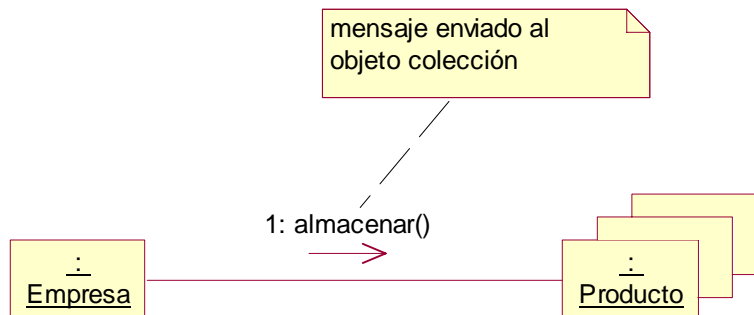 mensaje enviado al
objeto colección
1: almacenar()
:
Empresa
:
Producto